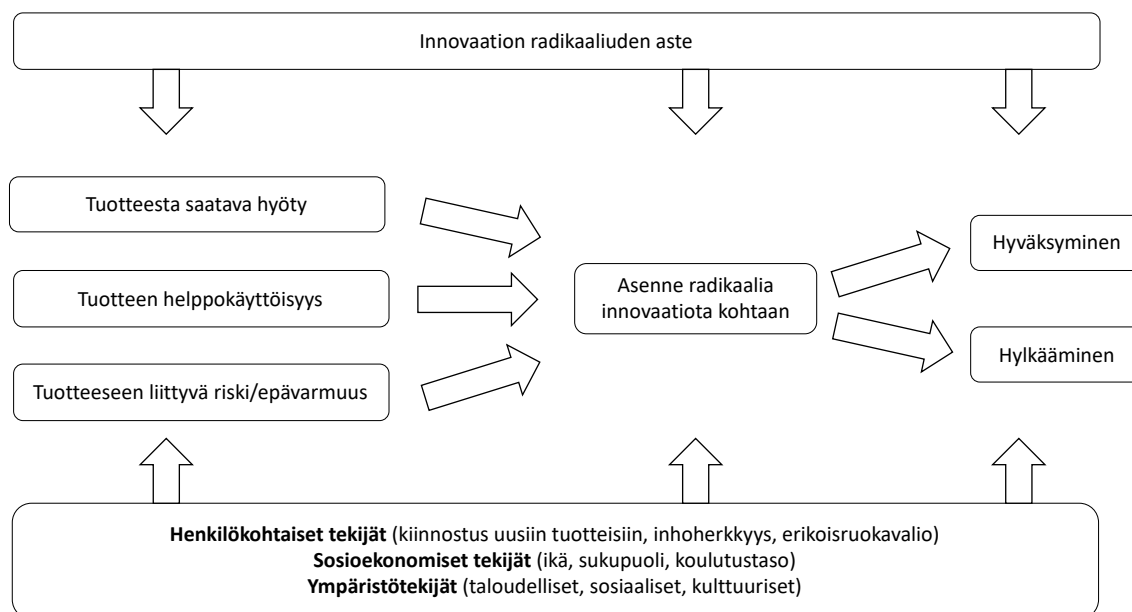 Innovaation radikaaliuden aste
Tuotteesta saatava hyöty
Tuotteen helppokäyttöisyys
Tuotteeseen liittyvä riski/epävarmuus
Asenne radikaalia
innovaatiota kohtaan
Hyväksyminen
Hylkääminen
Henkilökohtaiset tekijät (kiinnostus uusiin tuotteisiin, inhoherkkyys, erikoisruokavalio)
Sosioekonomiset tekijät (ikä, sukupuoli, koulutustaso)
Ympäristötekijät (taloudelliset, sosiaaliset, kulttuuriset)